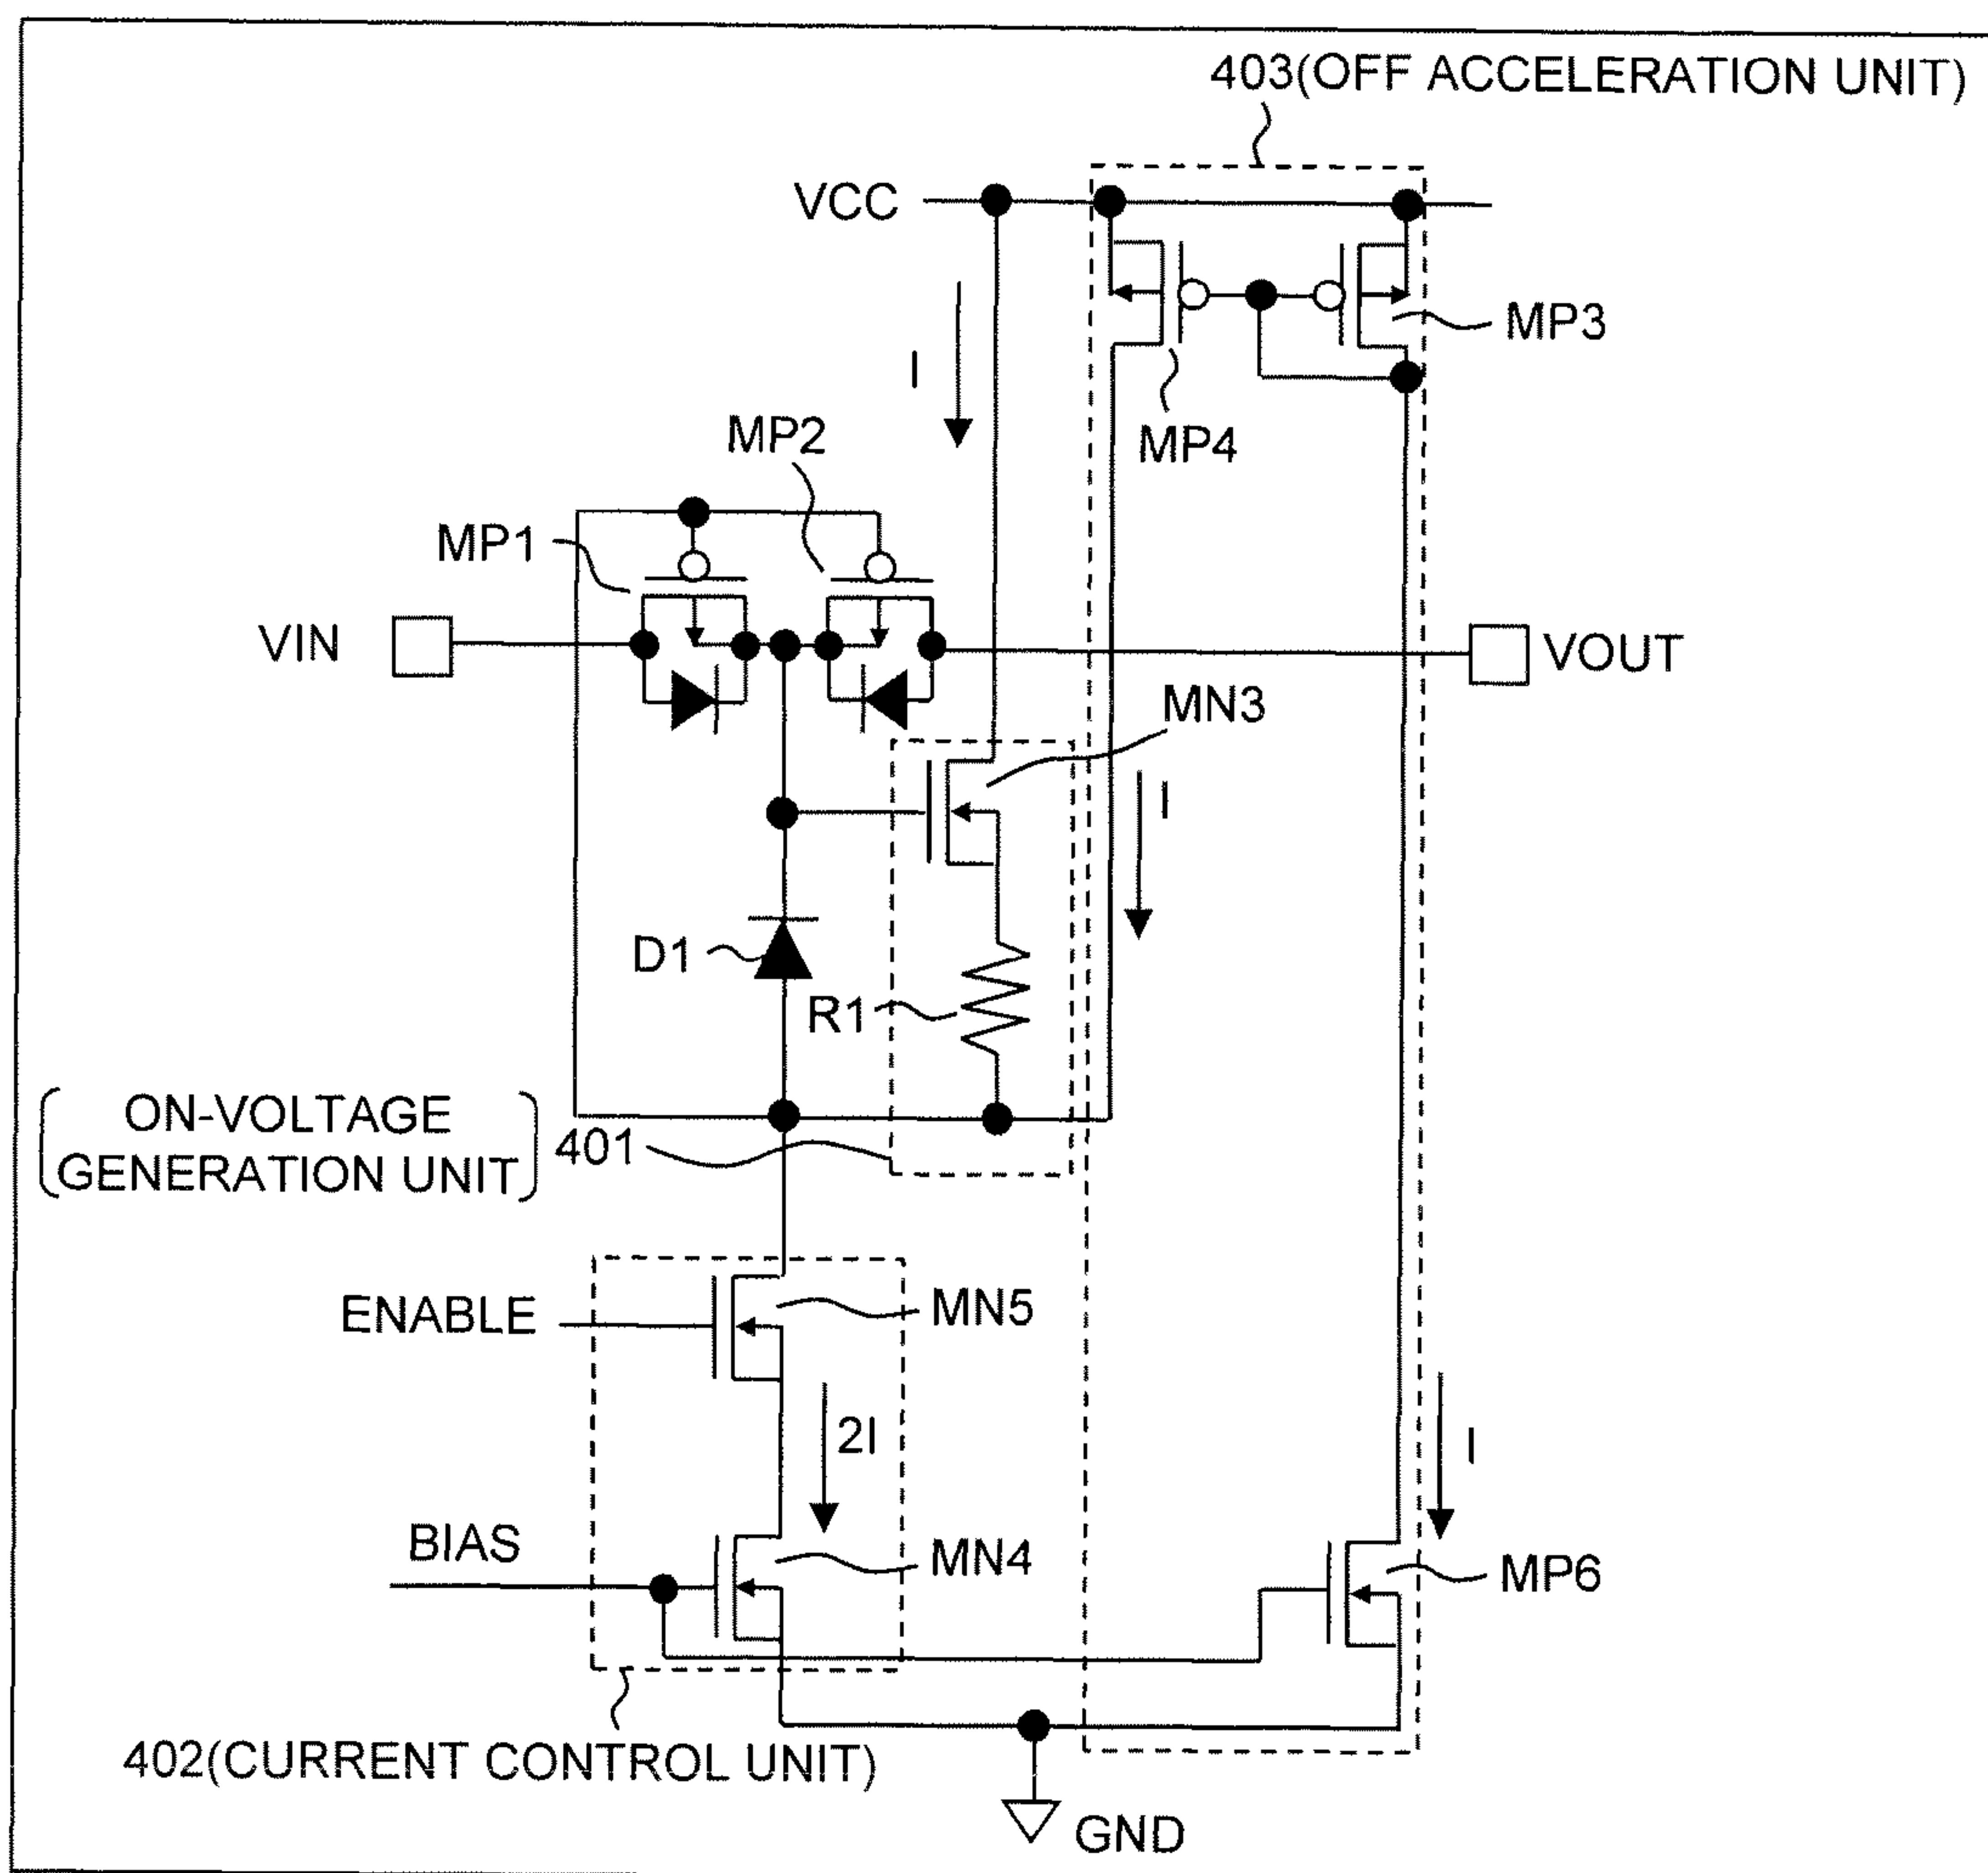 403(OFF ACCELERATION UNIT)
VCC
MP3
I
MP4
MP2
MP1
VIN
VOUT
MN3
I
D1
R1
ON-VOLTAGE
GENERATION UNIT
401
ENABLE
MN5
2I
I
BIAS
MN4
MP6
402(CURRENT CONTROL UNIT)
GND